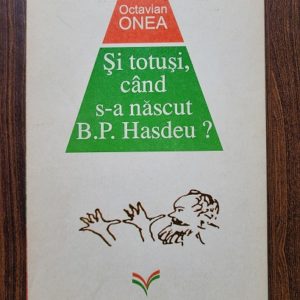 Octavian
ONEA
Și totuși,
când
s-a născut
B.P. Hasdeu ?